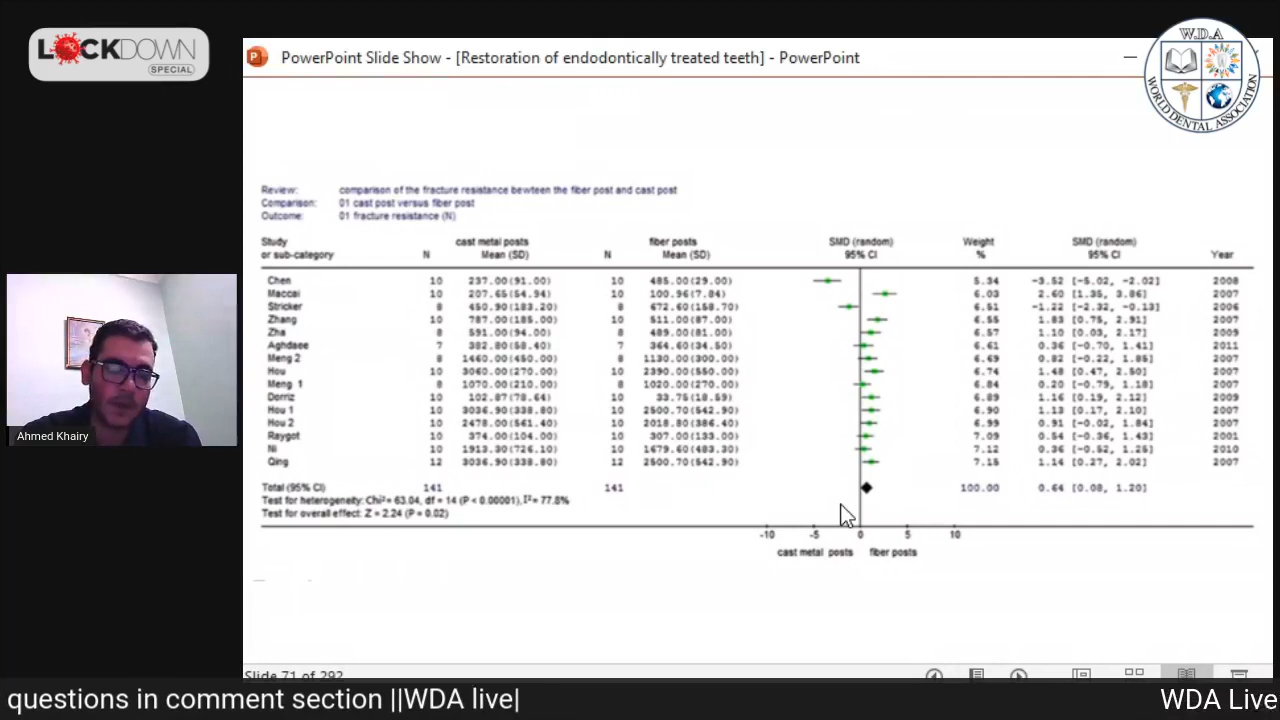 LOCKDOWN
SPECIAL
PowerPoint Slide Show - [Restoration of endodontically treated teeth] - PowerPoint
W.D.A
WORLD DENTAL ASSOCIATION
Review: comparison of the fracture resistance bewteen the fiber post and cast post
Comparison: 01 cast post versus fiber post
Outcome: 01 fracture resistance (N)
Study cast metal posts fiber posts SMD (random) Weight SMD (random)
or sub-category N Mean (SD) N Mean (SD) 95% CI % 95% CI Year
Chen 10 237.00(91.00) 10 485.00(29.00) 5.34 -3.52 [-5.02, -2.02] 2008
Maccai 10 207.65(54.94) 10 100.96(7.84) 6.03 2.60 [1.35, 3.86] 2007
Stricker 8 450.90(183.20) 8 672.60(158.70) 6.51 -1.22 [-2.32, -0.13] 2006
Zhang 10 787.00(185.00) 10 511.00(87.00) 6.55 1.83 [0.75, 2.91] 2007
Zha 8 591.00(94.00) 8 489.00(81.00) 6.57 1.10 [0.03, 2.17] 2009
Aghdaee 7 382.80(58.40) 7 364.60(34.50) 6.61 0.36 [-0.70, 1.41] 2011
Meng 2 8 1460.00(450.00) 8 1130.00(300.00) 6.69 0.82 [-0.22, 1.85] 2007
Hou 10 3060.00(270.00) 10 2390.00(550.00) 6.74 1.48 [0.47, 2.50] 2007
Meng 1 8 1070.00(210.00) 8 1020.00(270.00) 6.84 0.20 [-0.79, 1.18] 2007
Dorriz 10 102.87(78.64) 10 33.75(18.59) 6.89 1.16 [0.19, 2.12] 2009
Hou 1 10 3036.90(338.80) 10 2500.70(542.90) 6.90 1.13 [0.17, 2.10] 2007
Hou 2 10 2478.00(561.40) 10 2018.80(386.40) 6.99 0.91 [-0.02, 1.84] 2007
Raygot 10 374.00(104.00) 10 307.00(133.00) 7.09 0.54 [-0.36, 1.43] 2001
Ni 10 1913.30(726.10) 10 1679.60(483.30) 7.12 0.36 [-0.52, 1.25] 2010
Qing 12 3036.90(338.80) 12 2500.70(542.90) 7.15 1.14 [0.27, 2.02] 2007
Total (95% CI) 141 141 100.00 0.64 [0.08, 1.20]
Test for heterogeneity: Chi² = 63.04, df = 14 (P < 0.00001), I² = 77.8%
Test for overall effect: Z = 2.24 (P = 0.02)
-10 -5 0 5 10
cast metal posts fiber posts
Ahmed Khairy
Slide 71 of 292
questions in comment section ||WDA live|
WDA Live